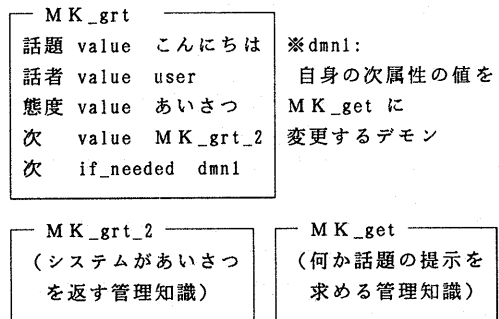 MK_grt
話題 value こんにちは
話者 value user
態度 value あいさつ
次 value MK_grt_2
次 if_needed dmn1
※dmn1:
自身の次属性の値を
MK_get に
変更するデモン
MK_grt_2
(システムがあいさつ
を返す管理知識)
MK_get
(何か話題の提示を
求める管理知識)